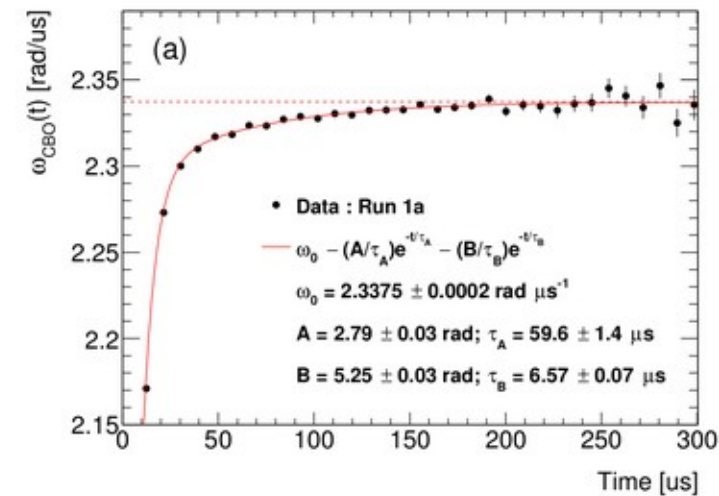 (a)
ω_CBO(t) [rad/us]
2.35
2.3
2.25
2.2
2.15
• Data : Run 1a
— ω₀ − (A/τ_A)e^{-t/τ_A} − (B/τ_B)e^{-t/τ_B}
ω₀ = 2.3375 ± 0.0002 rad μs⁻¹
A = 2.79 ± 0.03 rad; τ_A = 59.6 ± 1.4 μs
B = 5.25 ± 0.03 rad; τ_B = 6.57 ± 0.07 μs
0 50 100 150 200 250 300
Time [us]